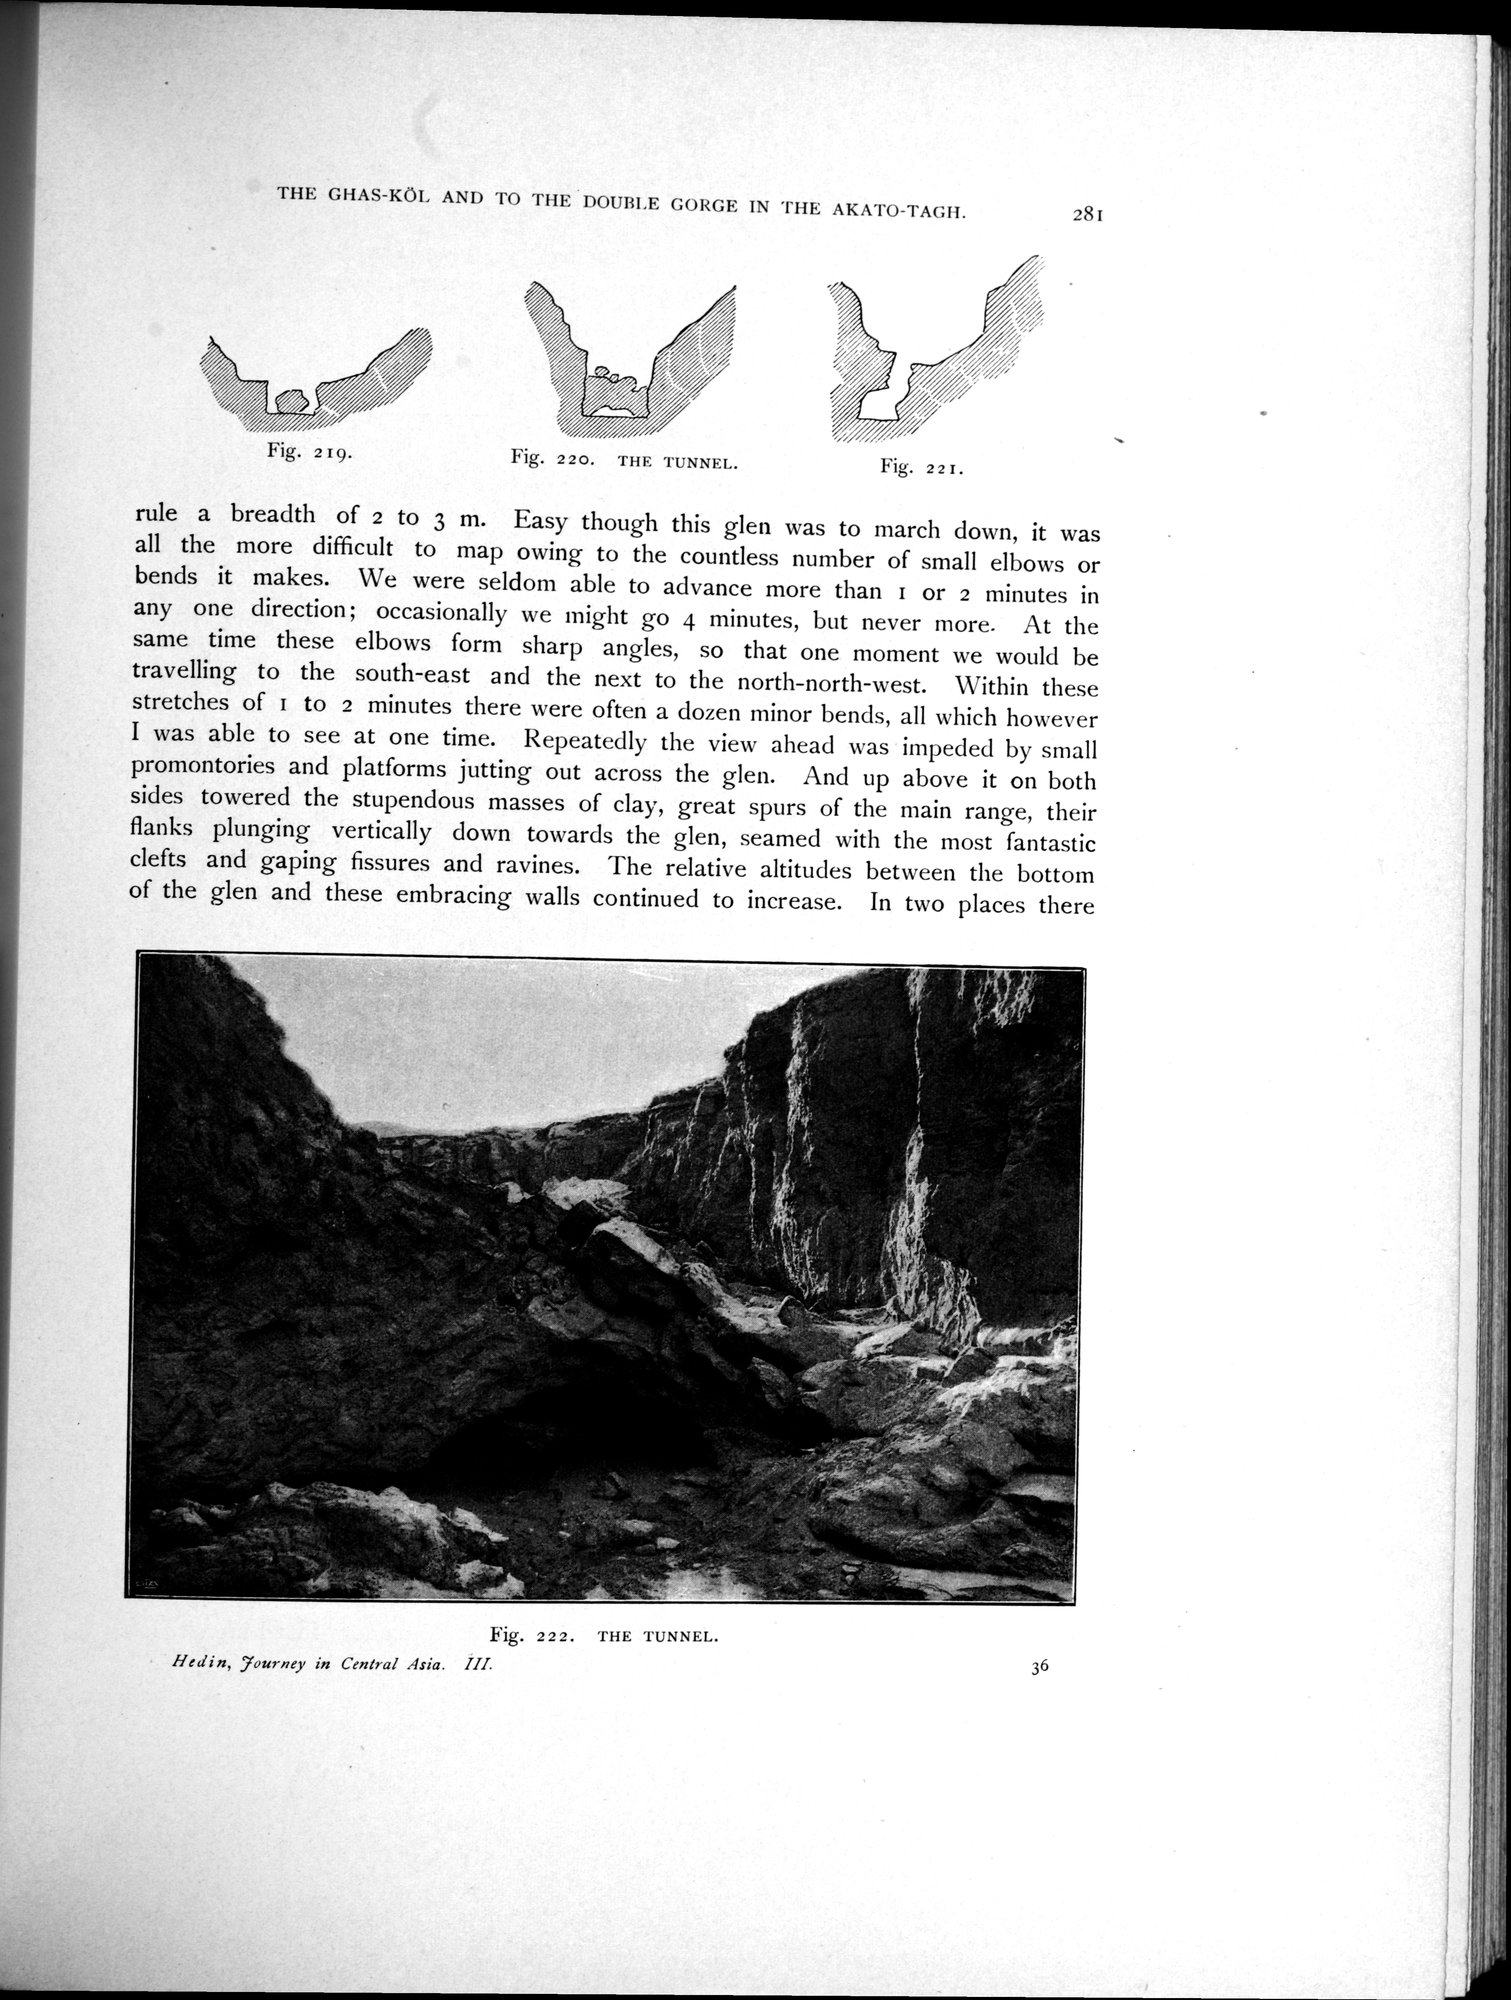 THE GHAS-KÖL AND TO THE DOUBLE GORGE IN THE AKATO-TAGH. 281
Fig. 219.
Fig. 220. THE TUNNEL.
Fig. 221.
rule a breadth of 2 to 3 m. Easy though this glen was to march down, it was
all the more difficult to map owing to the countless number of small elbows or
bends it makes. We were seldom able to advance more than 1 or 2 minutes in
any one direction; occasionally we might go 4 minutes, but never more. At the
same time these elbows form sharp angles, so that one moment we would be
travelling to the south-east and the next to the north-north-west. Within these
stretches of 1 to 2 minutes there were often a dozen minor bends, all which however
I was able to see at one time. Repeatedly the view ahead was impeded by small
promontories and platforms jutting out across the glen. And up above it on both
sides towered the stupendous masses of clay, great spurs of the main range, their
flanks plunging vertically down towards the glen, seamed with the most fantastic
clefts and gaping fissures and ravines. The relative altitudes between the bottom
of the glen and these embracing walls continued to increase. In two places there
Fig. 222. THE TUNNEL.
Hedin, Journey in Central Asia. III. 36